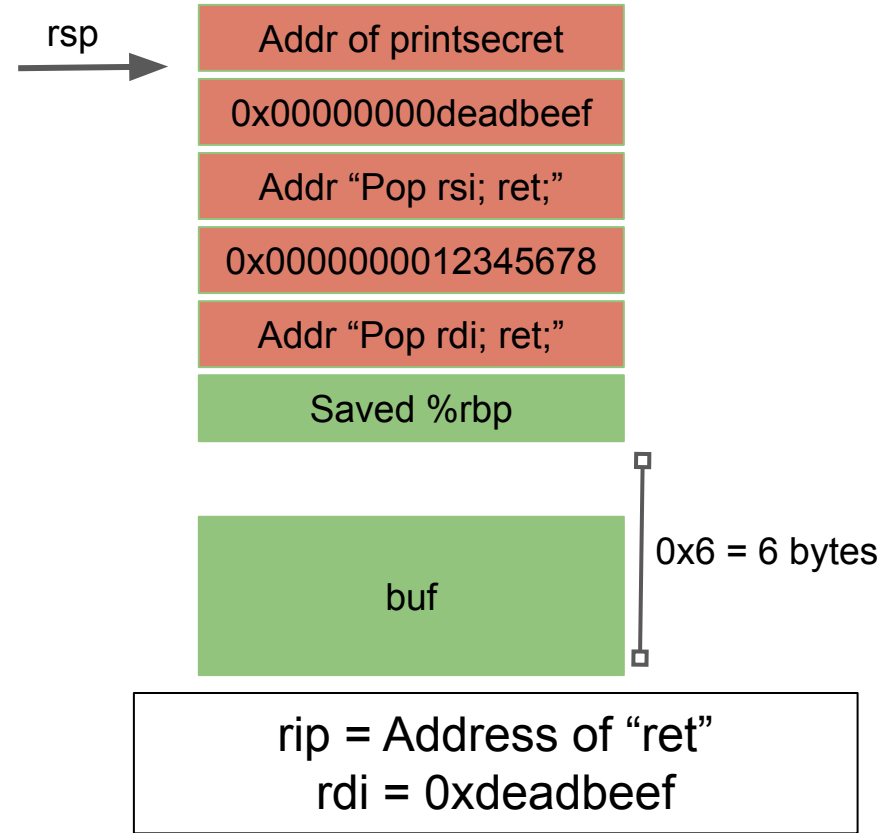 rsp
Addr of printsecret
0x00000000deadbeef
Addr “Pop rsi; ret;”
0x0000000012345678
Addr “Pop rdi; ret;”
Saved %rbp
0x6 = 6 bytes
buf
rip = Address of “ret”
rdi = 0xdeadbeef